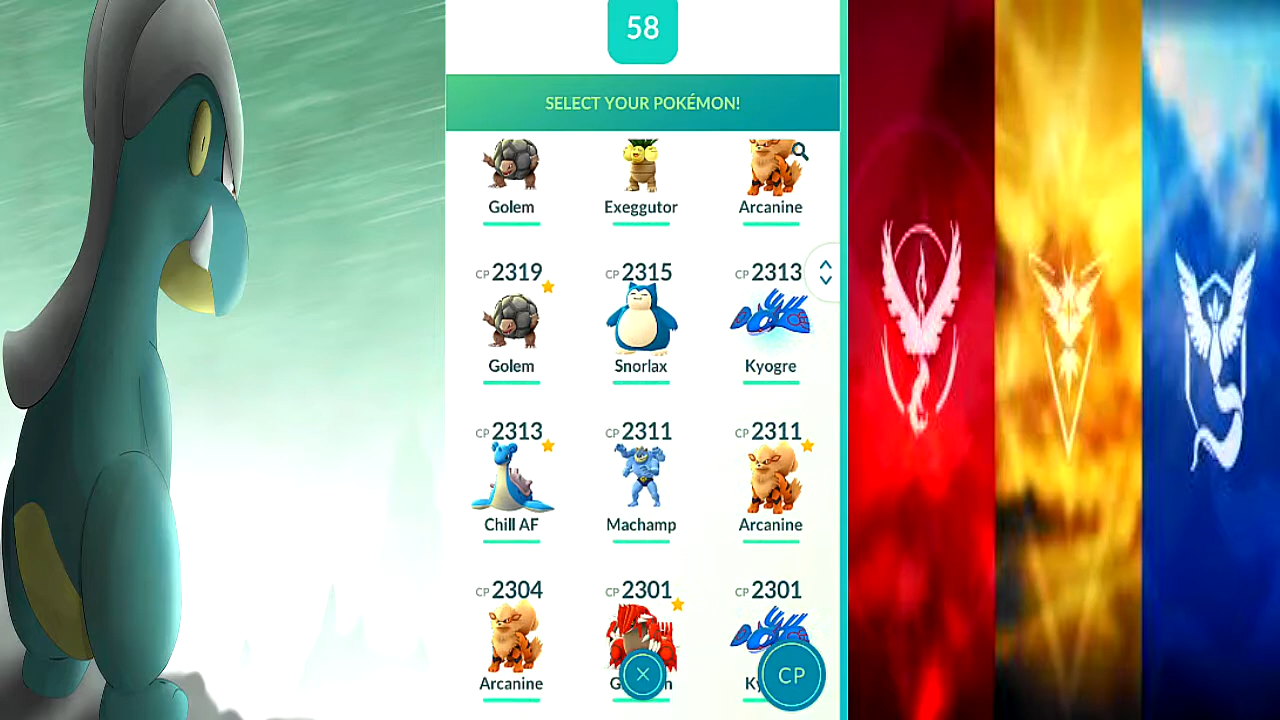 58
SELECT YOUR POKÉMON!
Golem Exeggutor Arcanine
CP 2319 CP 2315 CP 2313
Golem Snorlax Kyogre
CP 2313 CP 2311 CP 2311
Chill AF Machamp Arcanine
CP 2304 CP 2301 CP 2301
Arcanine
X
CP